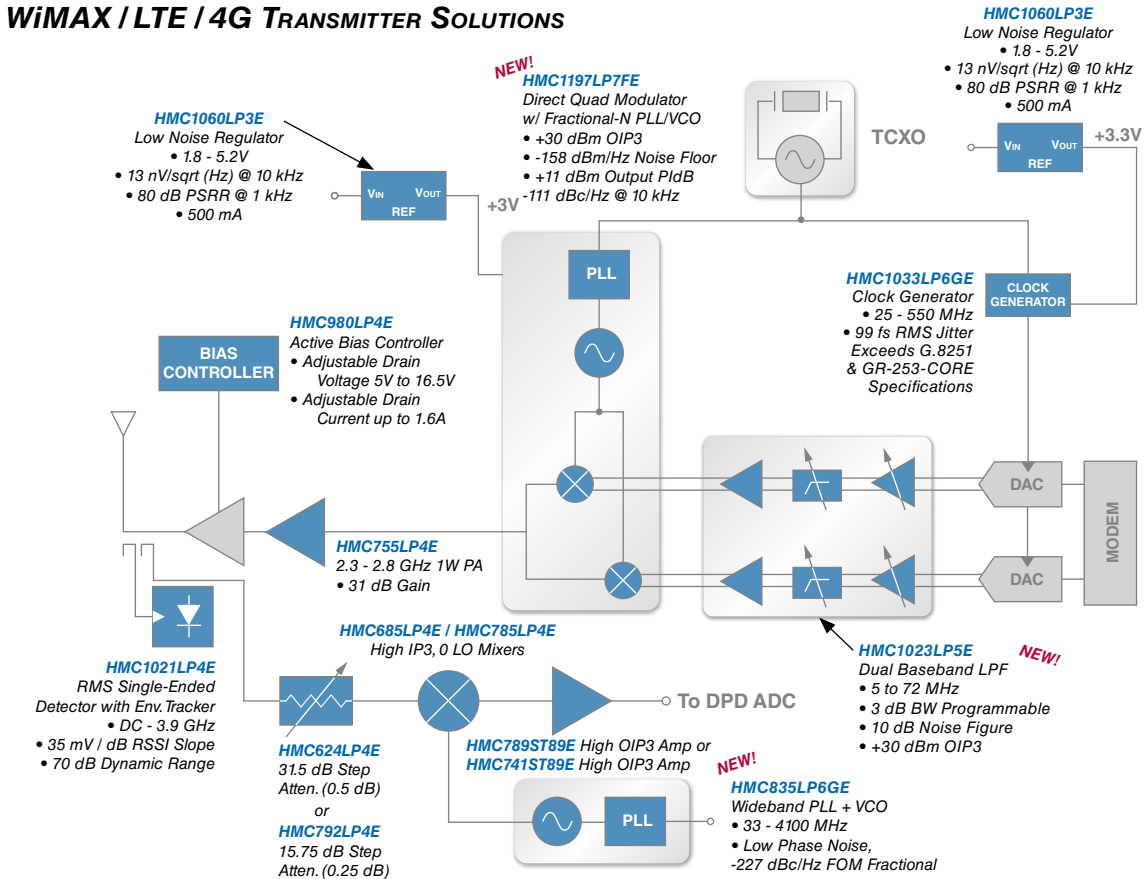 WiMAX / LTE / 4G TRANSMITTER SOLUTIONS
HMC1060LP3E
Low Noise Regulator
• 1.8 - 5.2V
• 13 nV/sqrt (Hz) @ 10 kHz
• 80 dB PSRR @ 1 kHz
• 500 mA
VIN VOUT
REF
+3V
NEW!
HMC1197LP7FE
Direct Quad Modulator
w/ Fractional-N PLL/VCO
• +30 dBm OIP3
• -158 dBm/Hz Noise Floor
• +11 dBm Output PIdB
-111 dBc/Hz @ 10 kHz
TCXO
HMC1060LP3E
Low Noise Regulator
• 1.8 - 5.2V
• 13 nV/sqrt (Hz) @ 10 kHz
• 80 dB PSRR @ 1 kHz
• 500 mA
VIN VOUT
REF
+3.3V
PLL
HMC1033LP6GE
Clock Generator
• 25 - 550 MHz
• 99 fs RMS Jitter
Exceeds G.8251
& GR-253-CORE
Specifications
CLOCK
GENERATOR
BIAS
CONTROLLER
HMC980LP4E
Active Bias Controller
• Adjustable Drain
Voltage 5V to 16.5V
• Adjustable Drain
Current up to 1.6A
DAC
DAC
MODEM
HMC755LP4E
2.3 - 2.8 GHz 1W PA
• 31 dB Gain
HMC1021LP4E
RMS Single-Ended
Detector with Env.Tracker
• DC - 3.9 GHz
• 35 mV / dB RSSI Slope
• 70 dB Dynamic Range
HMC685LP4E / HMC785LP4E
High IP3, 0 LO Mixers
To DPD ADC
HMC1023LP5E
NEW!
Dual Baseband LPF
• 5 to 72 MHz
• 3 dB BW Programmable
• 10 dB Noise Figure
• +30 dBm OIP3
HMC624LP4E
31.5 dB Step
Atten. (0.5 dB)
or
HMC792LP4E
15.75 dB Step
Atten. (0.25 dB)
HMC789ST89E High OIP3 Amp or
HMC741ST89E High OIP3 Amp
PLL
NEW!
HMC835LP6GE
Wideband PLL + VCO
• 33 - 4100 MHz
• Low Phase Noise,
-227 dBc/Hz FOM Fractional